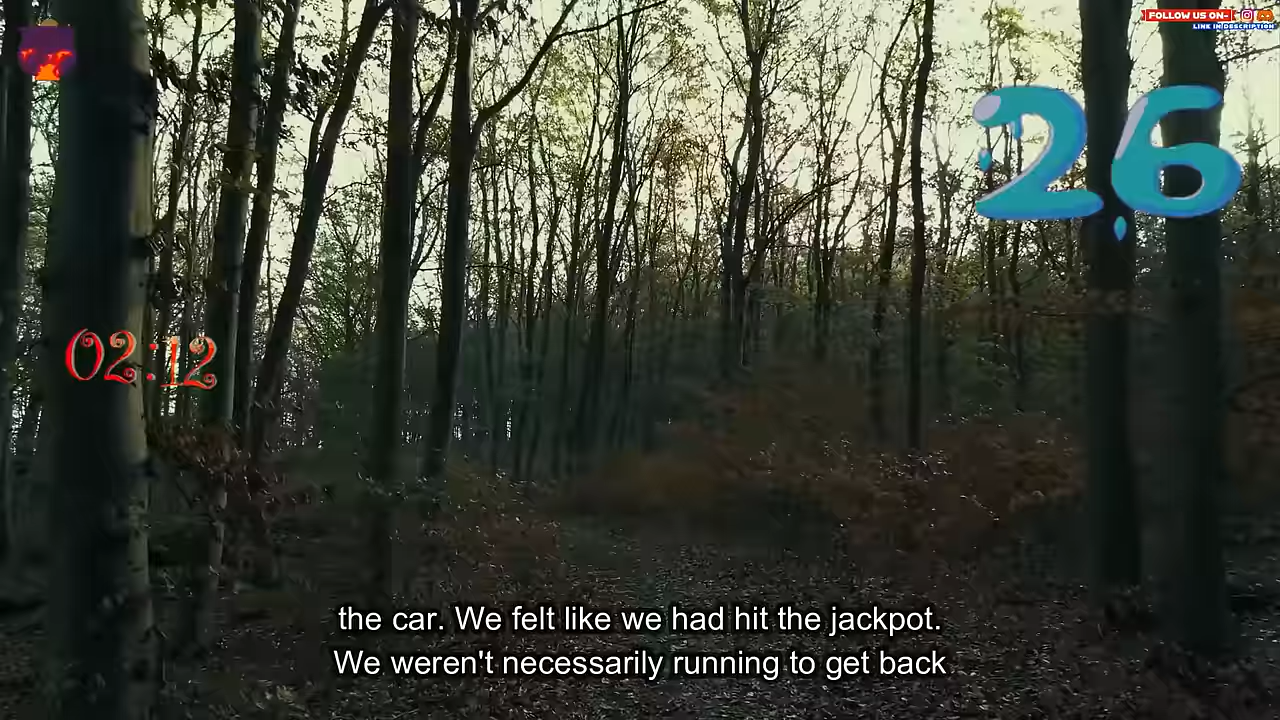 FOLLOW US ON-
LINK IN DESCRIPTION
26
02:12
the car. We felt like we had hit the jackpot.
We weren't necessarily running to get back